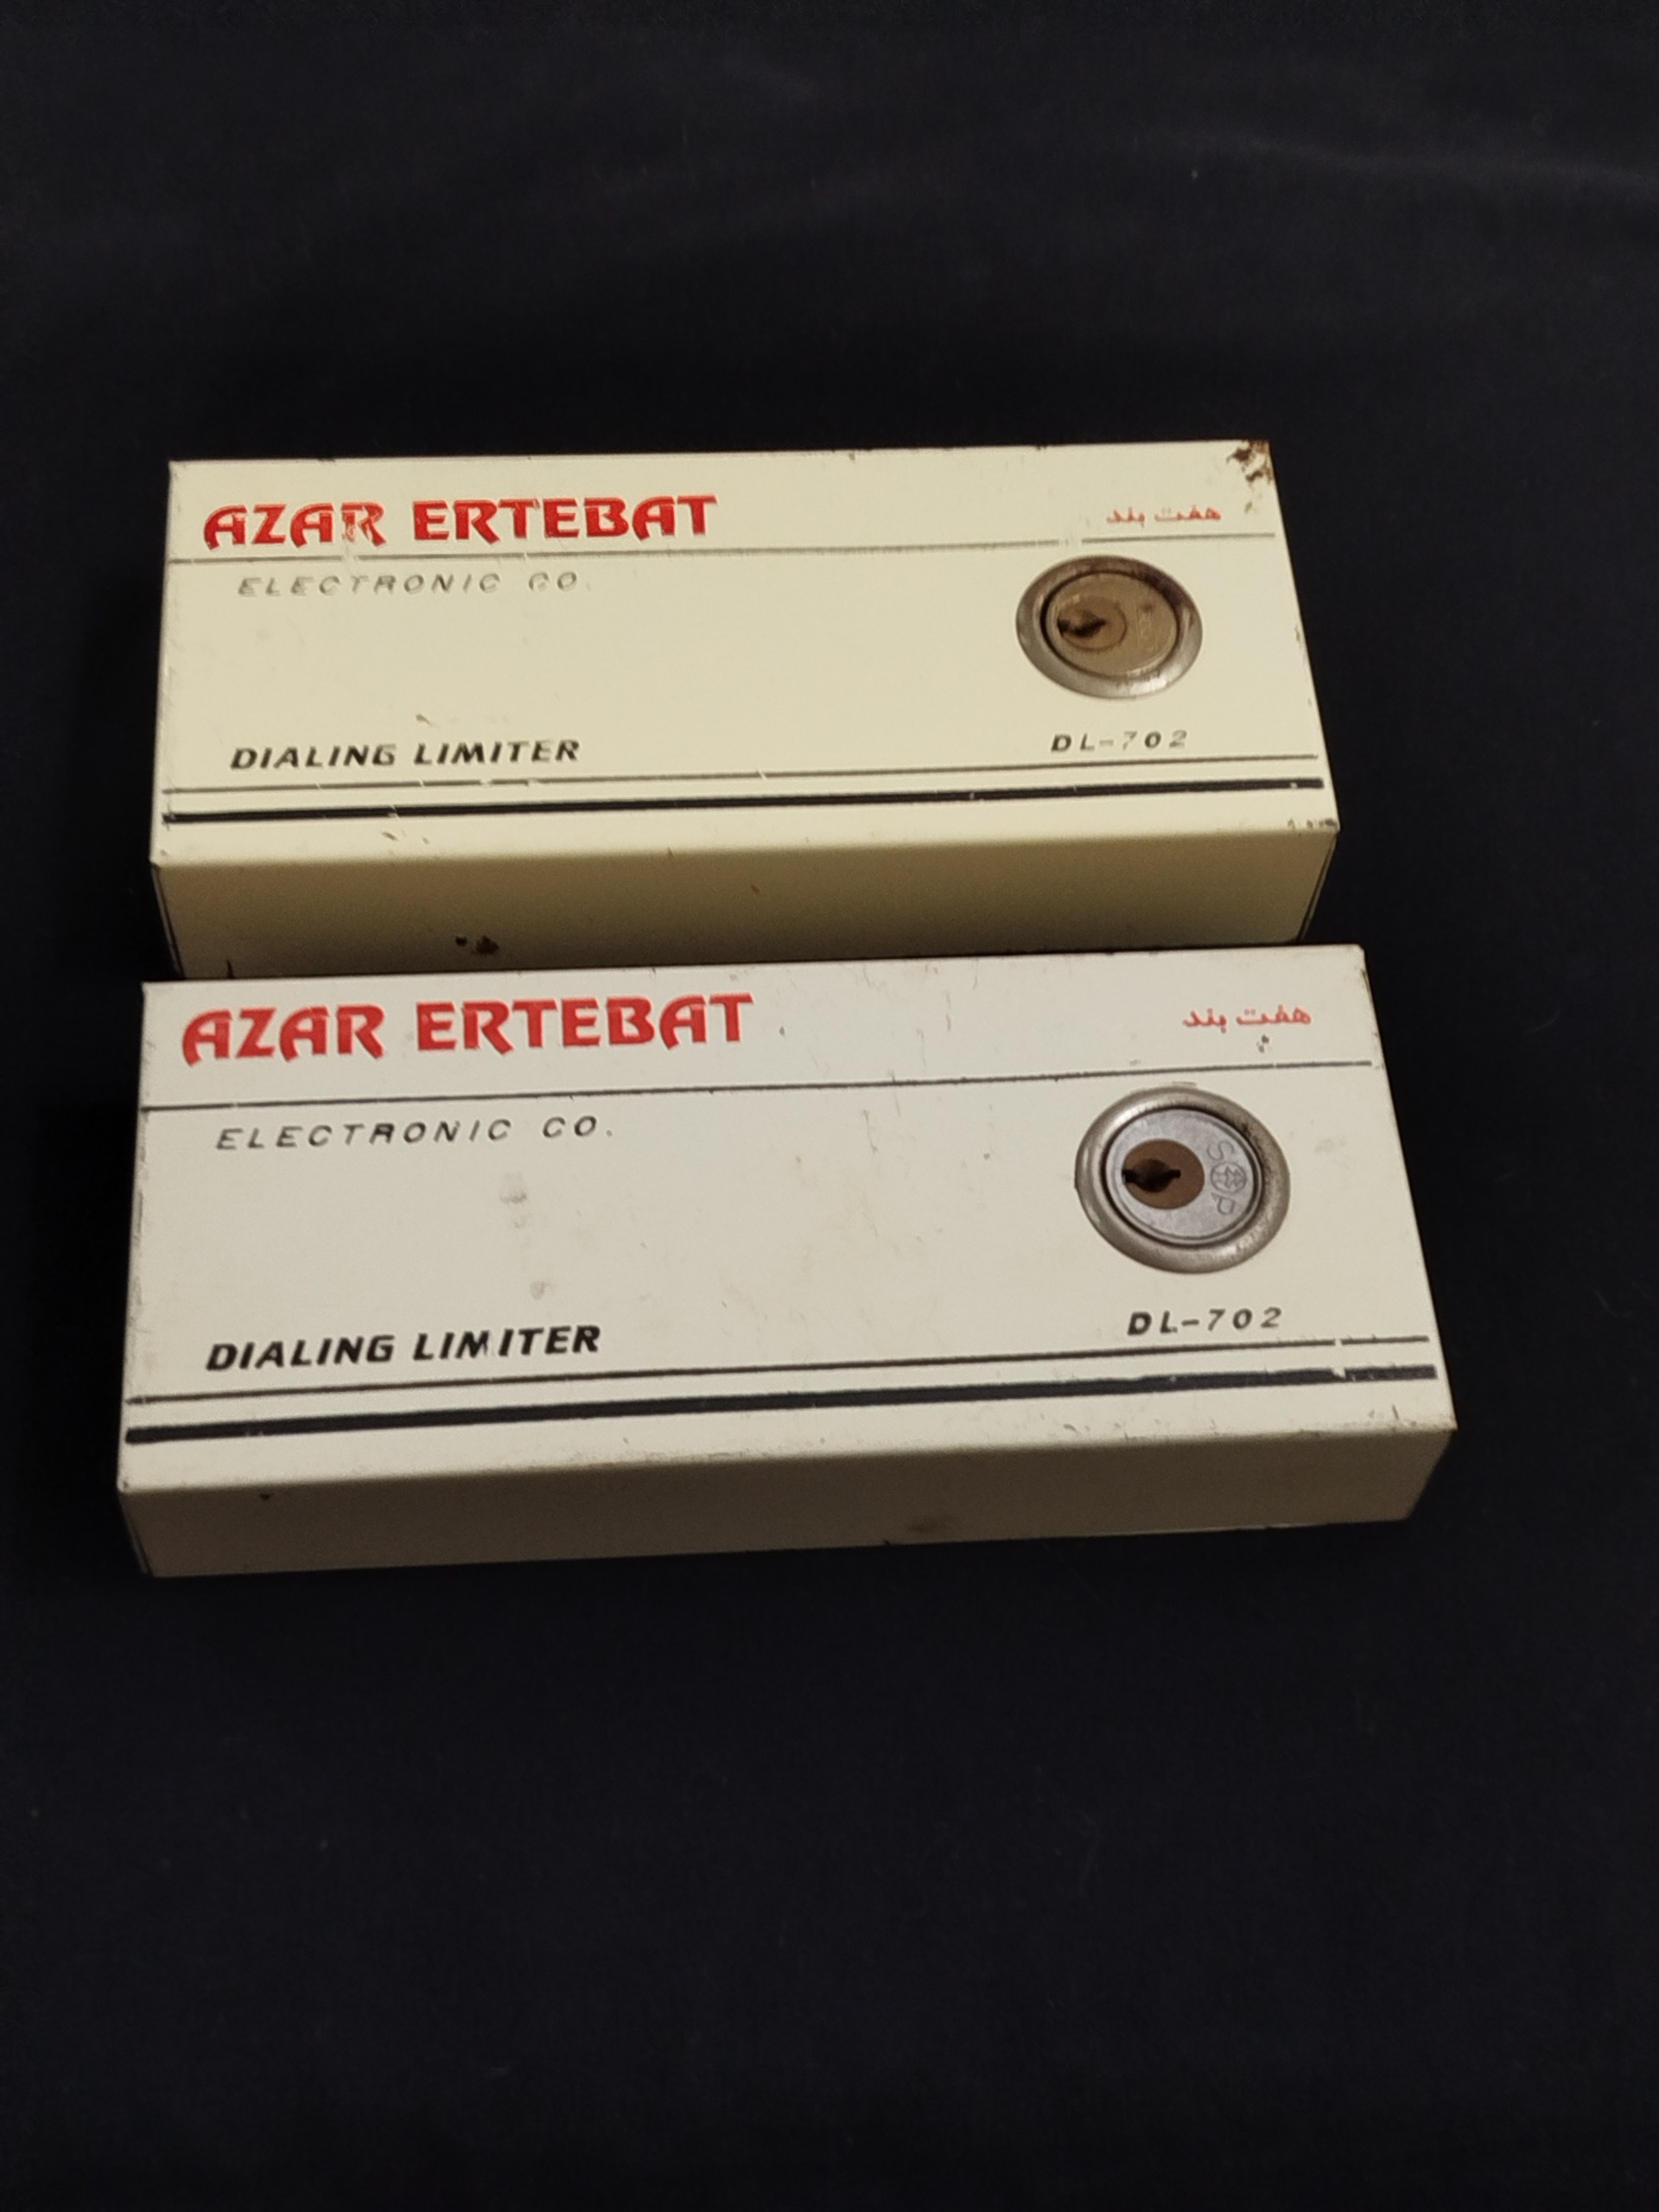 AZAR ERTEBAT
هفت بند
ELECTRONIC CO.
DIALING LIMITER
DL-702
AZAR ERTEBAT
هفت بند
ELECTRONIC CO.
DIALING LIMITER
DL-702